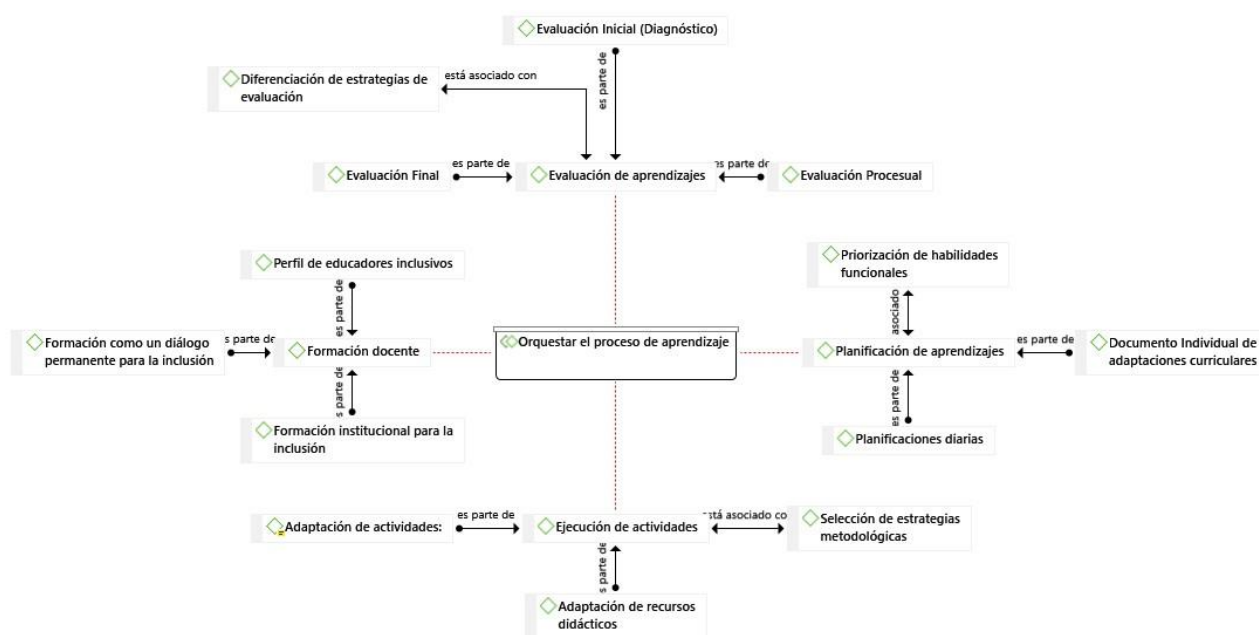 Evaluación Inicial (Diagnóstico)
es parte de
Diferenciación de estrategias de
evaluación
está asociado con
Evaluación Final
es parte de
Evaluación de aprendizajes
es parte de
Evaluación Procesual
Perfil de educadores inclusivos
es parte de
Formación como un diálogo
permanente para la inclusión
s parte de
Formación docente
es parte de
Formación institucional para la
inclusión
Orquestar el proceso de aprendizaje
Priorización de habilidades
funcionales
asociado
Planificación de aprendizajes
es parte de
Documento Individual de
adaptaciones curriculares
es parte de
Planificaciones diarias
Adaptación de actividades:
es parte de
Ejecución de actividades
está asociado co
Selección de estrategias
metodológicas
s parte de
Adaptación de recursos
didácticos